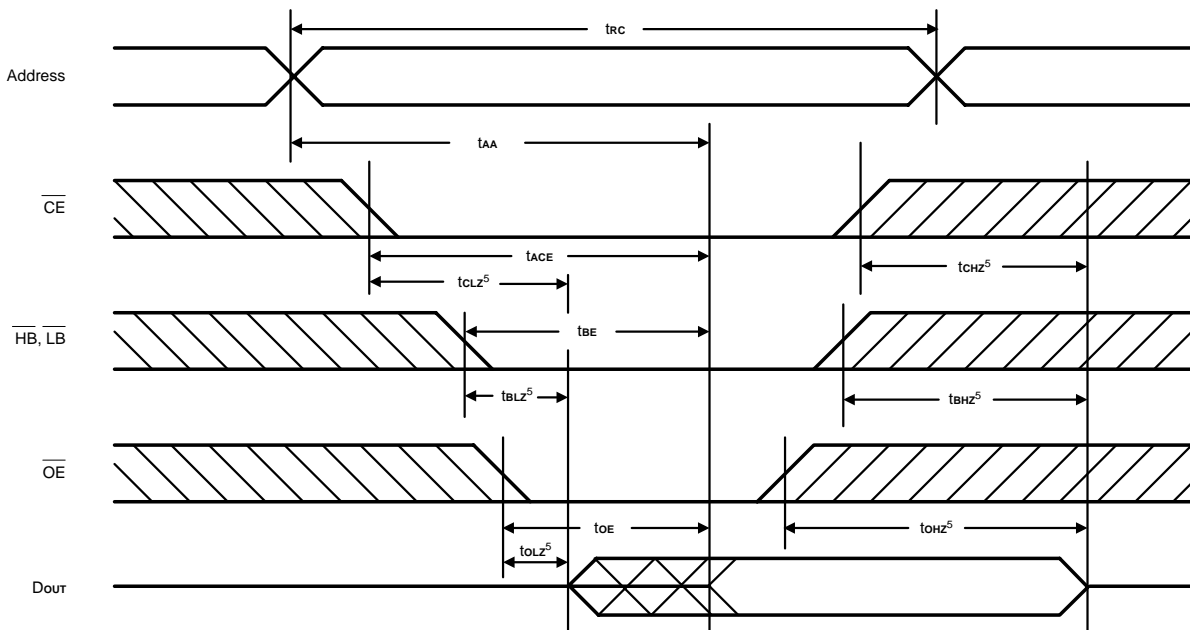 tRC
Address
tAA
CE
tACE
tCHZ5
tCLZ5
HB, LB
tBE
tBLZ5
tBHZ5
OE
tOE
tOHZ5
tOLZ5
DOUT